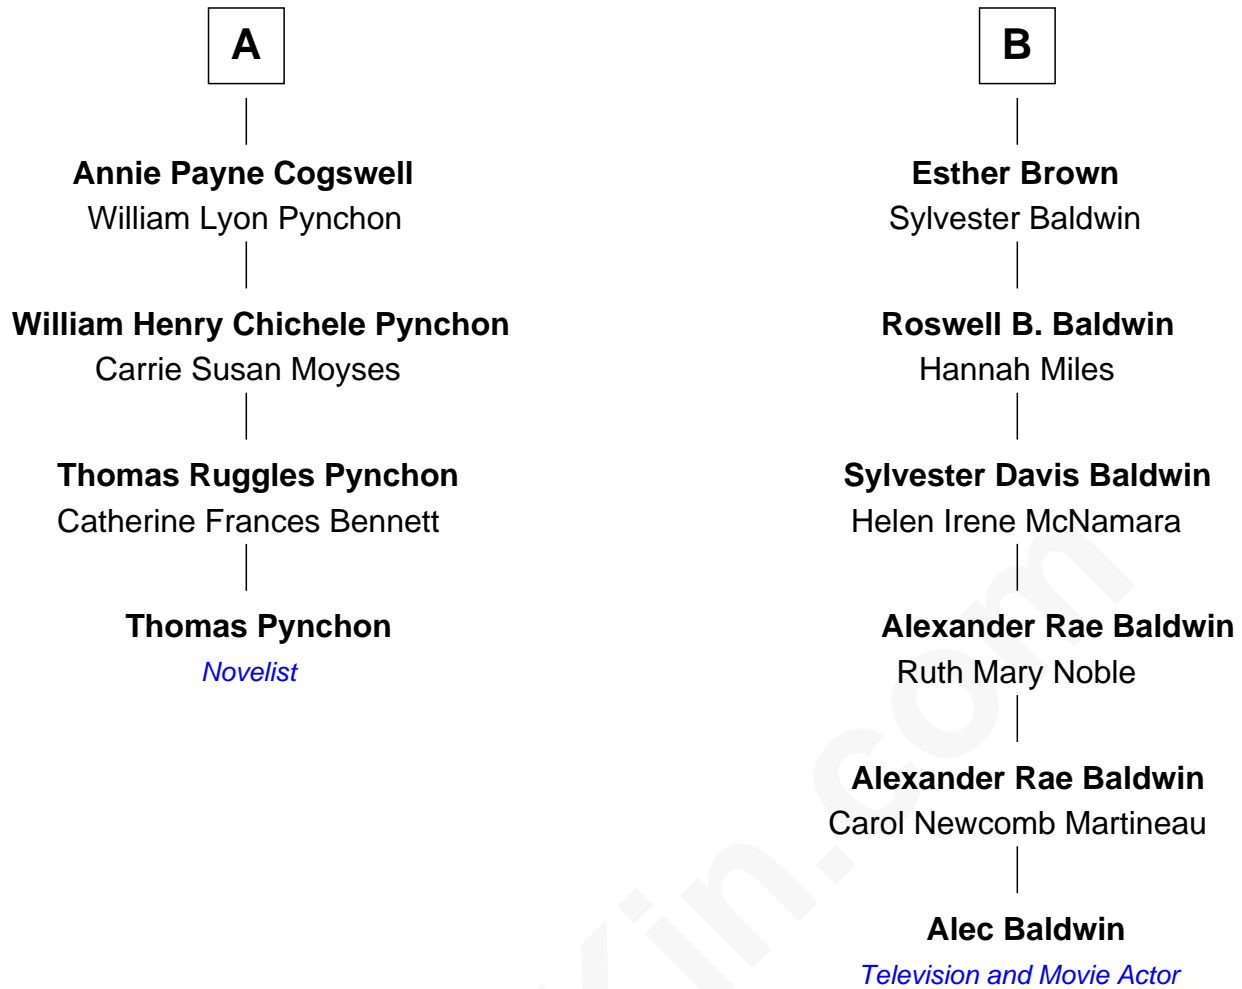 A
Annie Payne Cogswell
William Lyon Pynchon
William Henry Chichele Pynchon
Carrie Susan Moyses
Thomas Ruggles Pynchon
Catherine Frances Bennett
Thomas Pynchon
Novelist
B
Esther Brown
Sylvester Baldwin
Roswell B. Baldwin
Hannah Miles
Sylvester Davis Baldwin
Helen Irene McNamara
Alexander Rae Baldwin
Ruth Mary Noble
Alexander Rae Baldwin
Carol Newcomb Martineau
Alec Baldwin
Television and Movie Actor
Kin.com